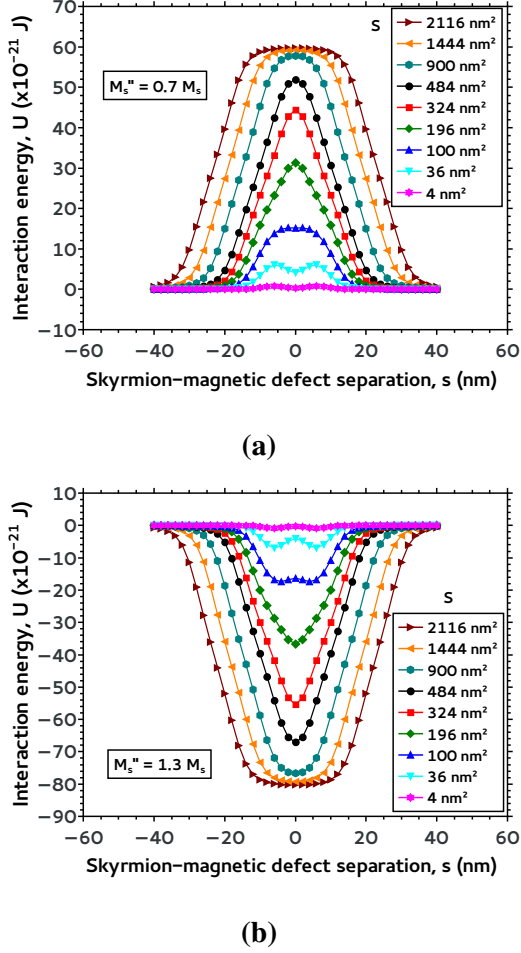 (a)
Interaction energy, U (x10⁻²¹ J)
70
60
50
40
30
20
10
0
−10
−60 −40 −20 0 20 40 60
Skyrmion−magnetic defect separation, s (nm)
Mₛ" = 0.7 Mₛ
S
2116 nm²
1444 nm²
900 nm²
484 nm²
324 nm²
196 nm²
100 nm²
36 nm²
4 nm²
(b)
Interaction energy, U (x10⁻²¹ J)
10
0
−10
−20
−30
−40
−50
−60
−70
−80
−90
−60 −40 −20 0 20 40 60
Skyrmion−magnetic defect separation, s (nm)
Mₛ" = 1.3 Mₛ
S
2116 nm²
1444 nm²
900 nm²
484 nm²
324 nm²
196 nm²
100 nm²
36 nm²
4 nm²